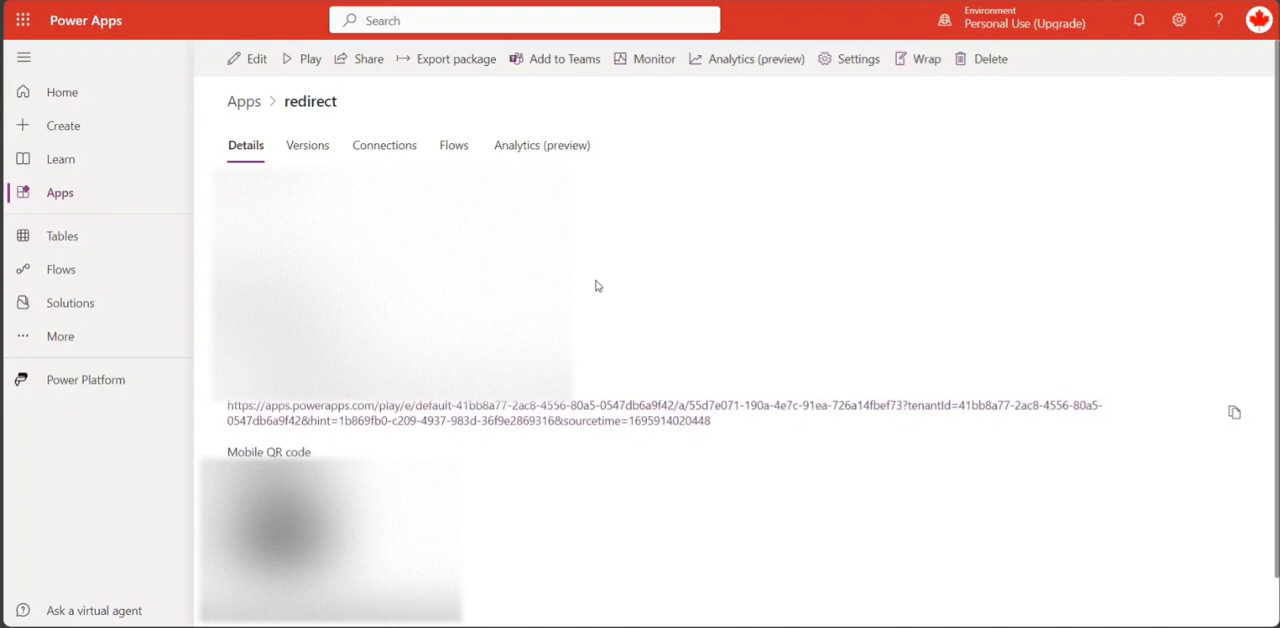 Power Apps
Search
Environment
Personal Use (Upgrade)
?
Edit
Play
Share
Export package
Add to Teams
Monitor
Analytics (preview)
Settings
Wrap
Delete
Home
Create
Learn
Apps
Tables
Flows
Solutions
More
Power Platform
Ask a virtual agent
Apps > redirect
Details
Versions
Connections
Flows
Analytics (preview)
https://apps.powerapps.com/play/e/default-41bb8a77-2ac8-4556-80a5-0547db6a9f42/a/55d7e071-190a-4e7c-91ea-726a14fbef73?tenantId=41bb8a77-2ac8-4556-80a5-
0547db6a9f42&hint=1b869fb0-c209-4937-983d-36f9e2869316&sourcetime=1695914020448
Mobile QR code